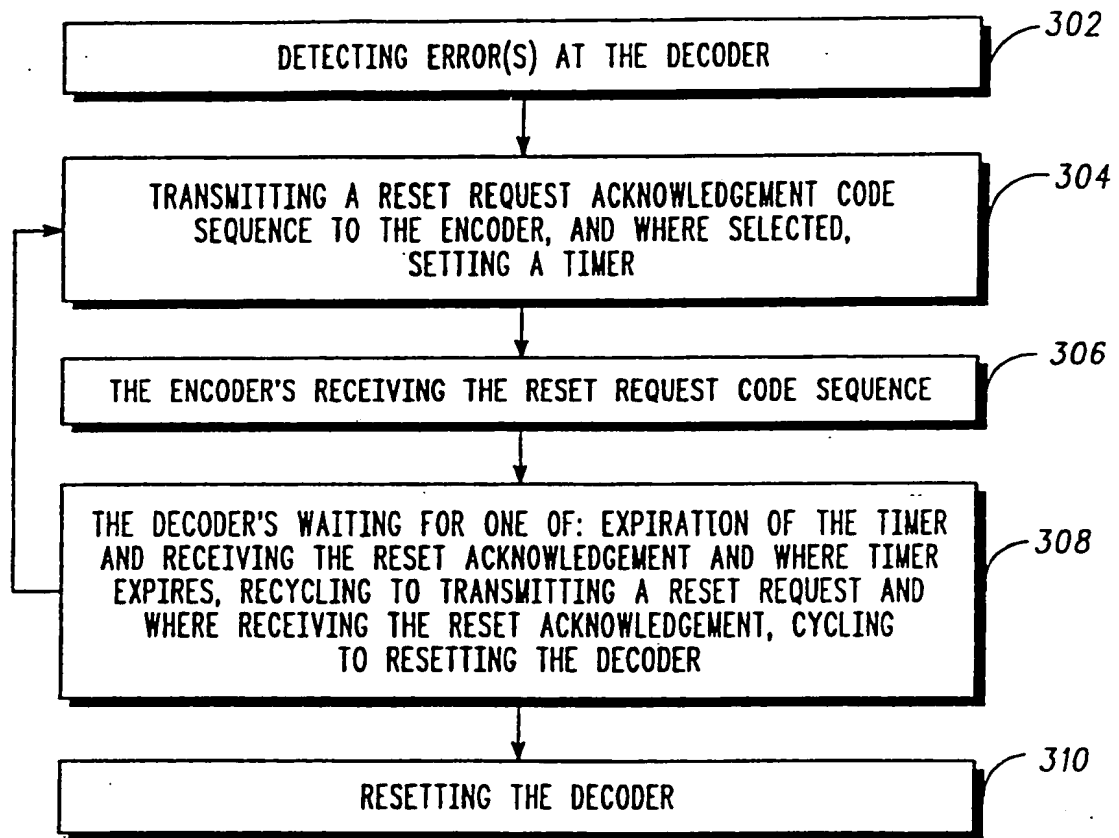 302
DETECTING ERROR(S) AT THE DECODER
304
TRANSMITTING A RESET REQUEST ACKNOWLEDGEMENT CODE
SEQUENCE TO THE ENCODER, AND WHERE SELECTED,
SETTING A TIMER
306
THE ENCODER'S RECEIVING THE RESET REQUEST CODE SEQUENCE
308
THE DECODER'S WAITING FOR ONE OF: EXPIRATION OF THE TIMER
AND RECEIVING THE RESET ACKNOWLEDGEMENT AND WHERE TIMER
EXPIRES, RECYCLING TO TRANSMITTING A RESET REQUEST AND
WHERE RECEIVING THE RESET ACKNOWLEDGEMENT, CYCLING
TO RESETTING THE DECODER
310
RESETTING THE DECODER